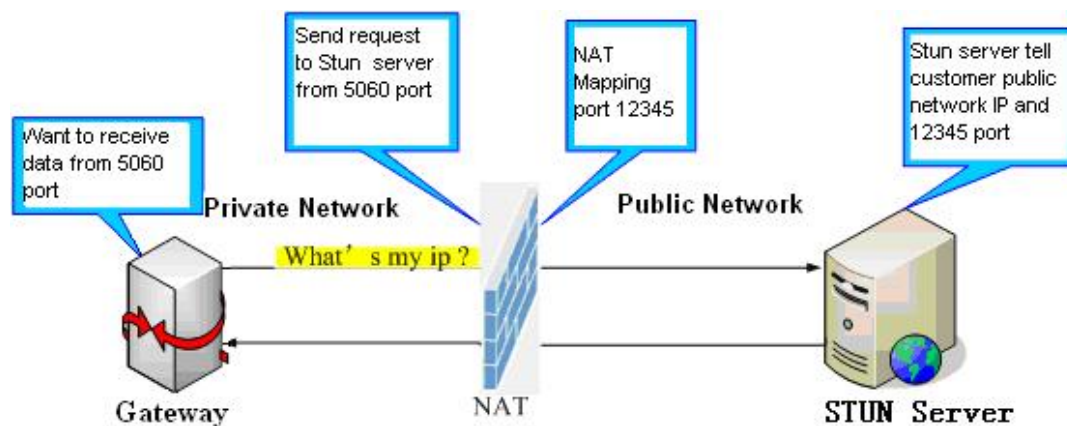 Send request
to Stun server
from 5060 port
NAT
Mapping
port 12345
Stun server tell
customer public
network IP and
12345 port
Want to receive
data from 5060
port
Private Network
Public Network
What's my ip ?
Gateway
NAT
STUN Server